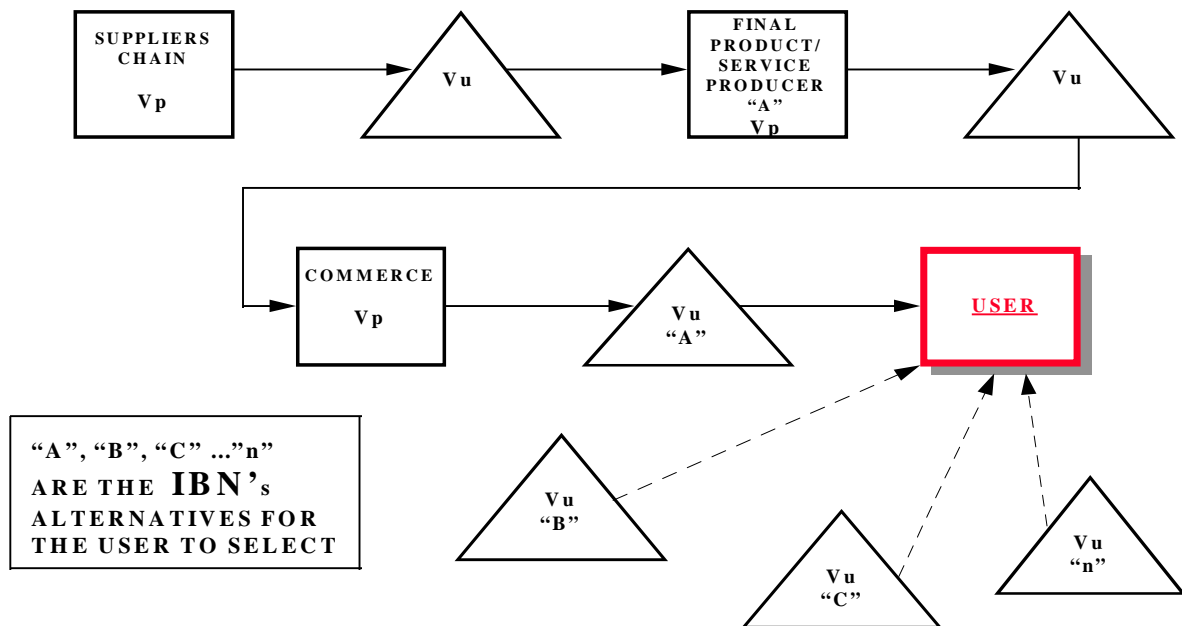 SUPPLIERS
CHAIN
Vp
Vu
FINAL
PRODUCT/
SERVICE
PRODUCER
“A”
Vp
Vu
COMMERCE
Vp
Vu
“A”
USER
“A”, “B”, “C” ...”n”
ARE THE IBN’s
ALTERNATIVES FOR
THE USER TO SELECT
Vu
“B”
Vu
“C”
Vu
“n”